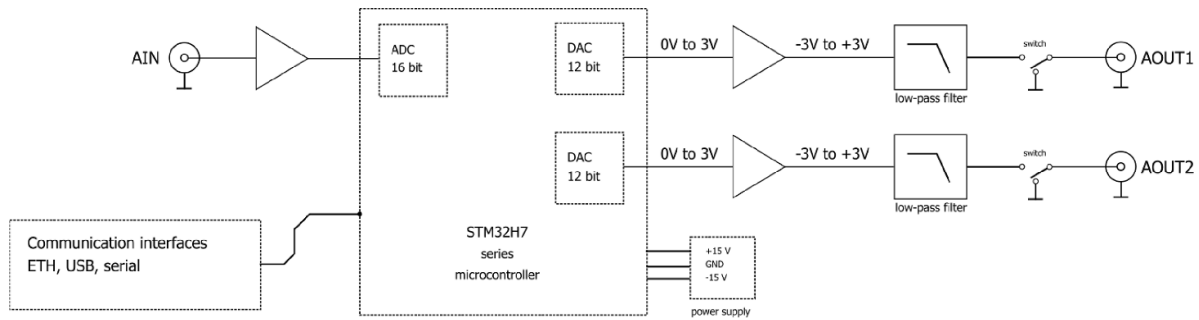 AIN
ADC
16 bit
DAC
12 bit
0V to 3V
-3V to +3V
low-pass filter
switch
AOUT1
DAC
12 bit
0V to 3V
-3V to +3V
low-pass filter
switch
AOUT2
Communication interfaces
ETH, USB, serial
STM32H7
series
microcontroller
+15 V
GND
-15 V
power supply